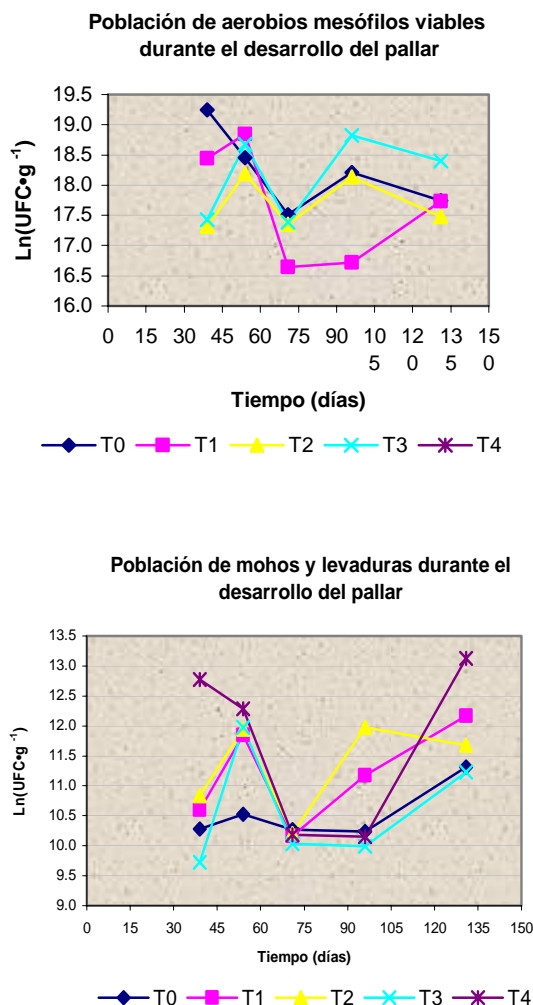 Población de aerobios mesófilos viables
durante el desarrollo del pallar
19.5
19.0
18.5
18.0
17.5
17.0
16.5
16.0
Ln(UFC•g -1)
0 15 30 45 60 75 90 10 12 13 15
5 0 5 0
Tiempo (días)
T0 T1 T2 T3 T4
Población de mohos y levaduras durante el
desarrollo del pallar
13.5
13.0
12.5
12.0
11.5
11.0
10.5
10.0
9.5
9.0
Ln(UFC•g -1)
0 15 30 45 60 75 90 105 120 135 150
Tiempo (días)
T0 T1 T2 T3 T4